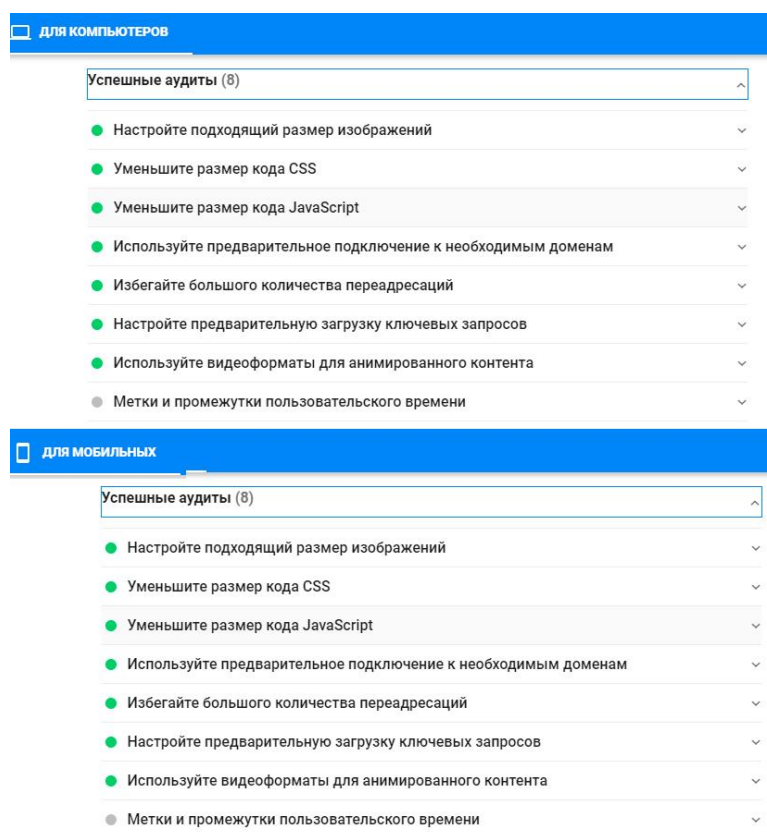 ДЛЯ КОМПЬЮТЕРОВ
Успешные аудиты (8)
Настройте подходящий размер изображений
Уменьшите размер кода CSS
Уменьшите размер кода JavaScript
Используйте предварительное подключение к необходимым доменам
Избегайте большого количества переадресаций
Настройте предварительную загрузку ключевых запросов
Используйте видеоформаты для анимированного контента
Метки и промежутки пользовательского времени
ДЛЯ МОБИЛЬНЫХ
Успешные аудиты (8)
Настройте подходящий размер изображений
Уменьшите размер кода CSS
Уменьшите размер кода JavaScript
Используйте предварительное подключение к необходимым доменам
Избегайте большого количества переадресаций
Настройте предварительную загрузку ключевых запросов
Используйте видеоформаты для анимированного контента
Метки и промежутки пользовательского времени